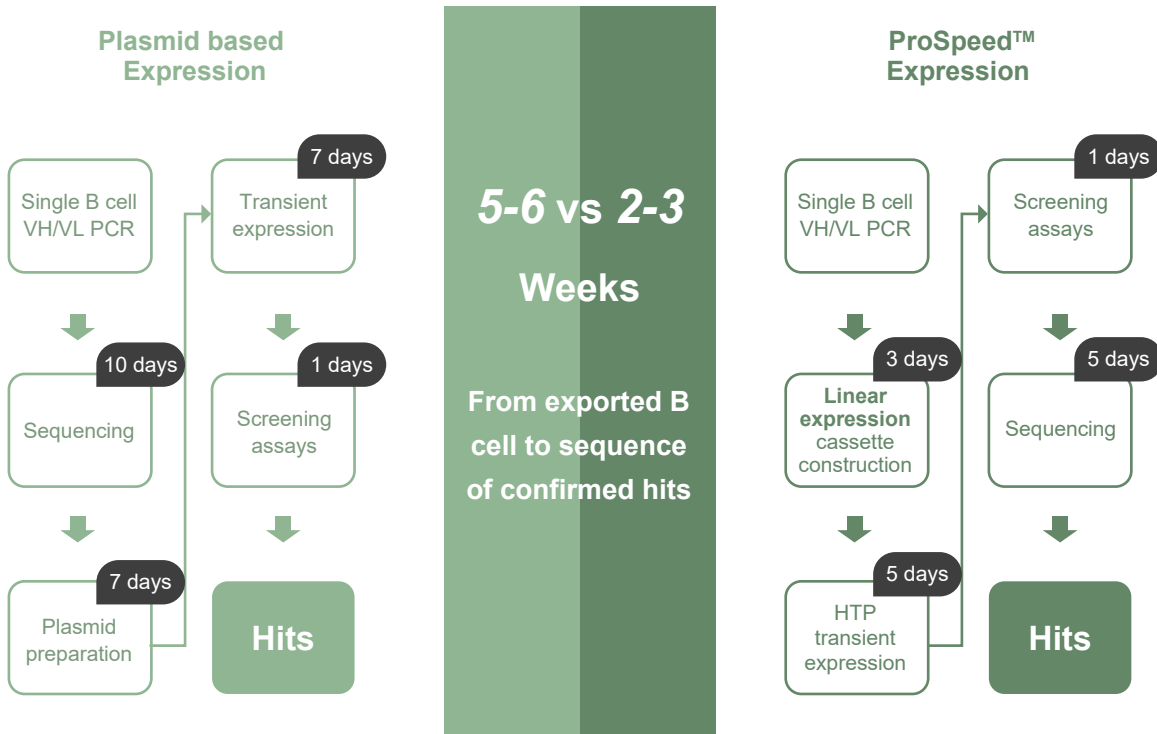 Plasmid based
Expression
Single B cell
VH/VL PCR
10 days
Sequencing
7 days
Plasmid
preparation
7 days
Transient
expression
1 days
Screening
assays
Hits
5-6 vs 2-3
Weeks
From exported B
cell to sequence
of confirmed hits
ProSpeed™
Expression
Single B cell
VH/VL PCR
3 days
Linear
expression
cassette
construction
5 days
HTP
transient
expression
1 days
Screening
assays
5 days
Sequencing
Hits